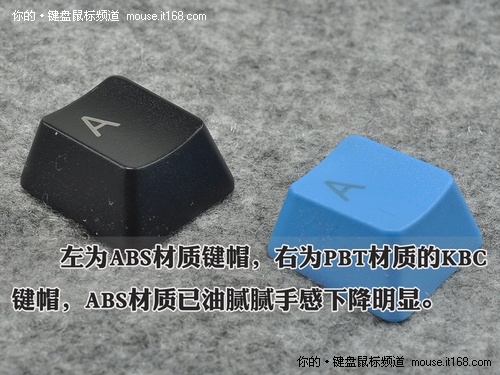 你的·键盘鼠标频道 mouse.it168.com
A
A
左为ABS材质键帽，右为PBT材质的KBC
键帽，ABS材质已油腻腻手感下降明显。
你的·键盘鼠标频道 mouse.it168.com